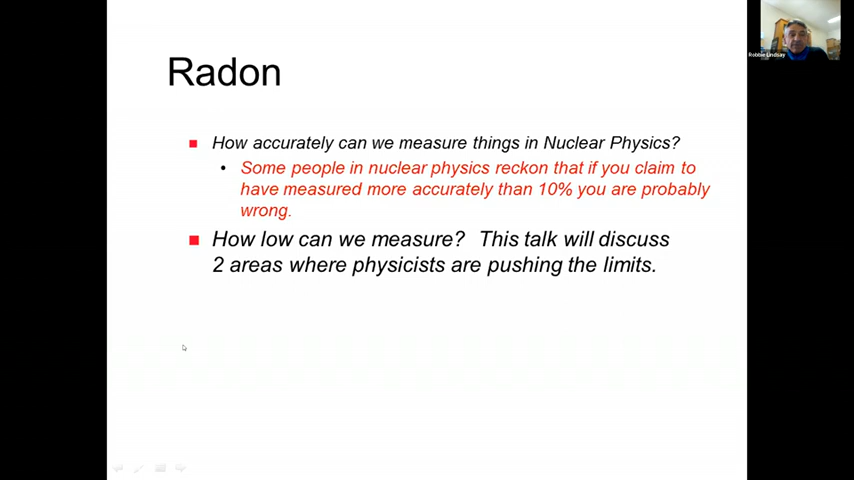 Radon
How accurately can we measure things in Nuclear Physics?
Some people in nuclear physics reckon that if you claim to
have measured more accurately than 10% you are probably
wrong.
How low can we measure? This talk will discuss
2 areas where physicists are pushing the limits.
Robbie Lindsay